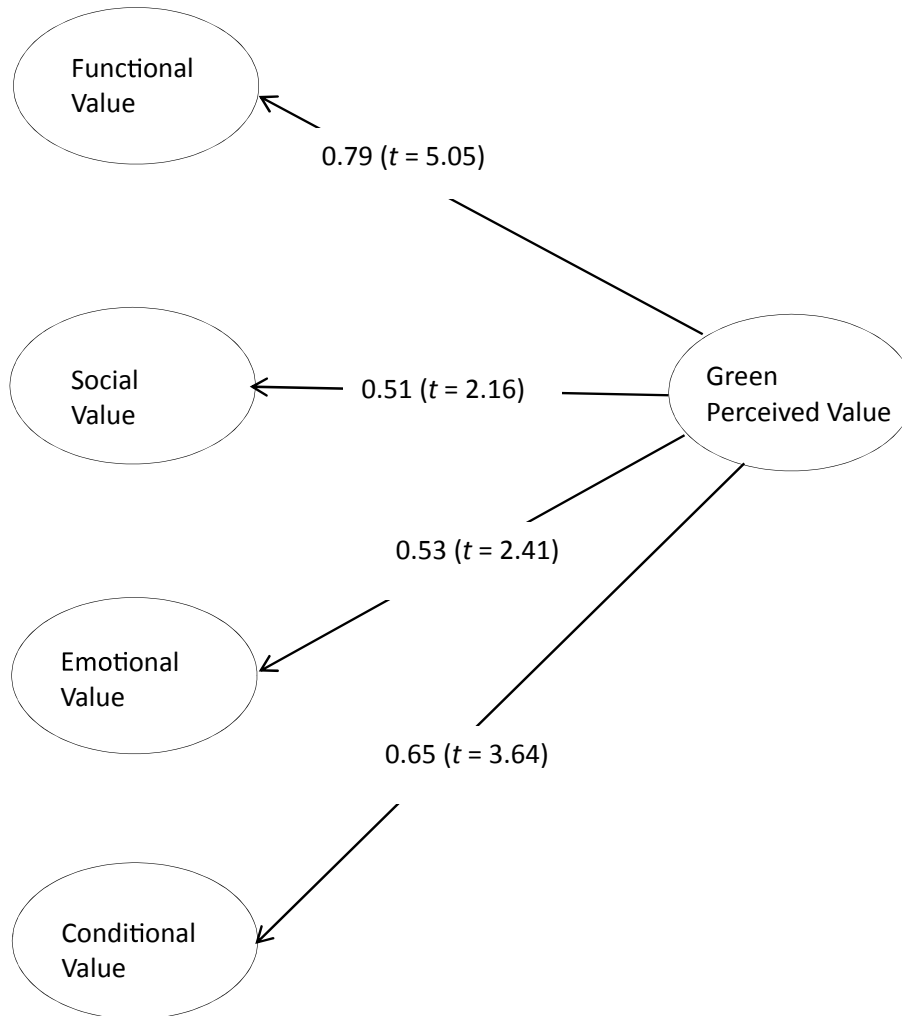 Functional
Value
0.79 (t = 5.05)
Social
Value
0.51 (t = 2.16)
Green
Perceived Value
0.53 (t = 2.41)
Emotional
Value
0.65 (t = 3.64)
Conditional
Value